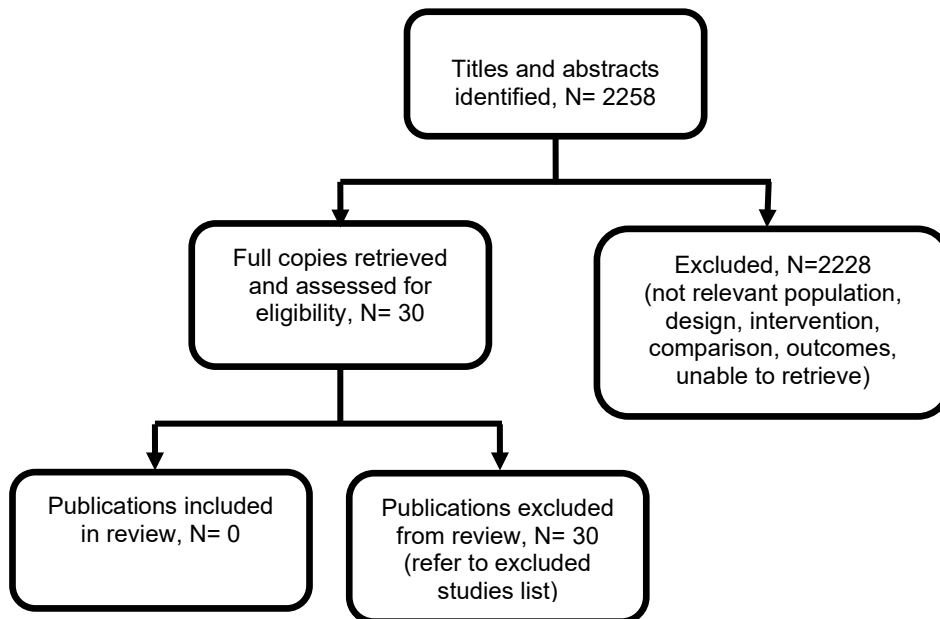 Titles and abstracts
identified, N= 2258
Full copies retrieved
and assessed for
eligibility, N= 30
Excluded, N=2228
(not relevant population,
design, intervention,
comparison, outcomes,
unable to retrieve)
Publications included
in review, N= 0
Publications excluded
from review, N= 30
(refer to excluded
studies list)